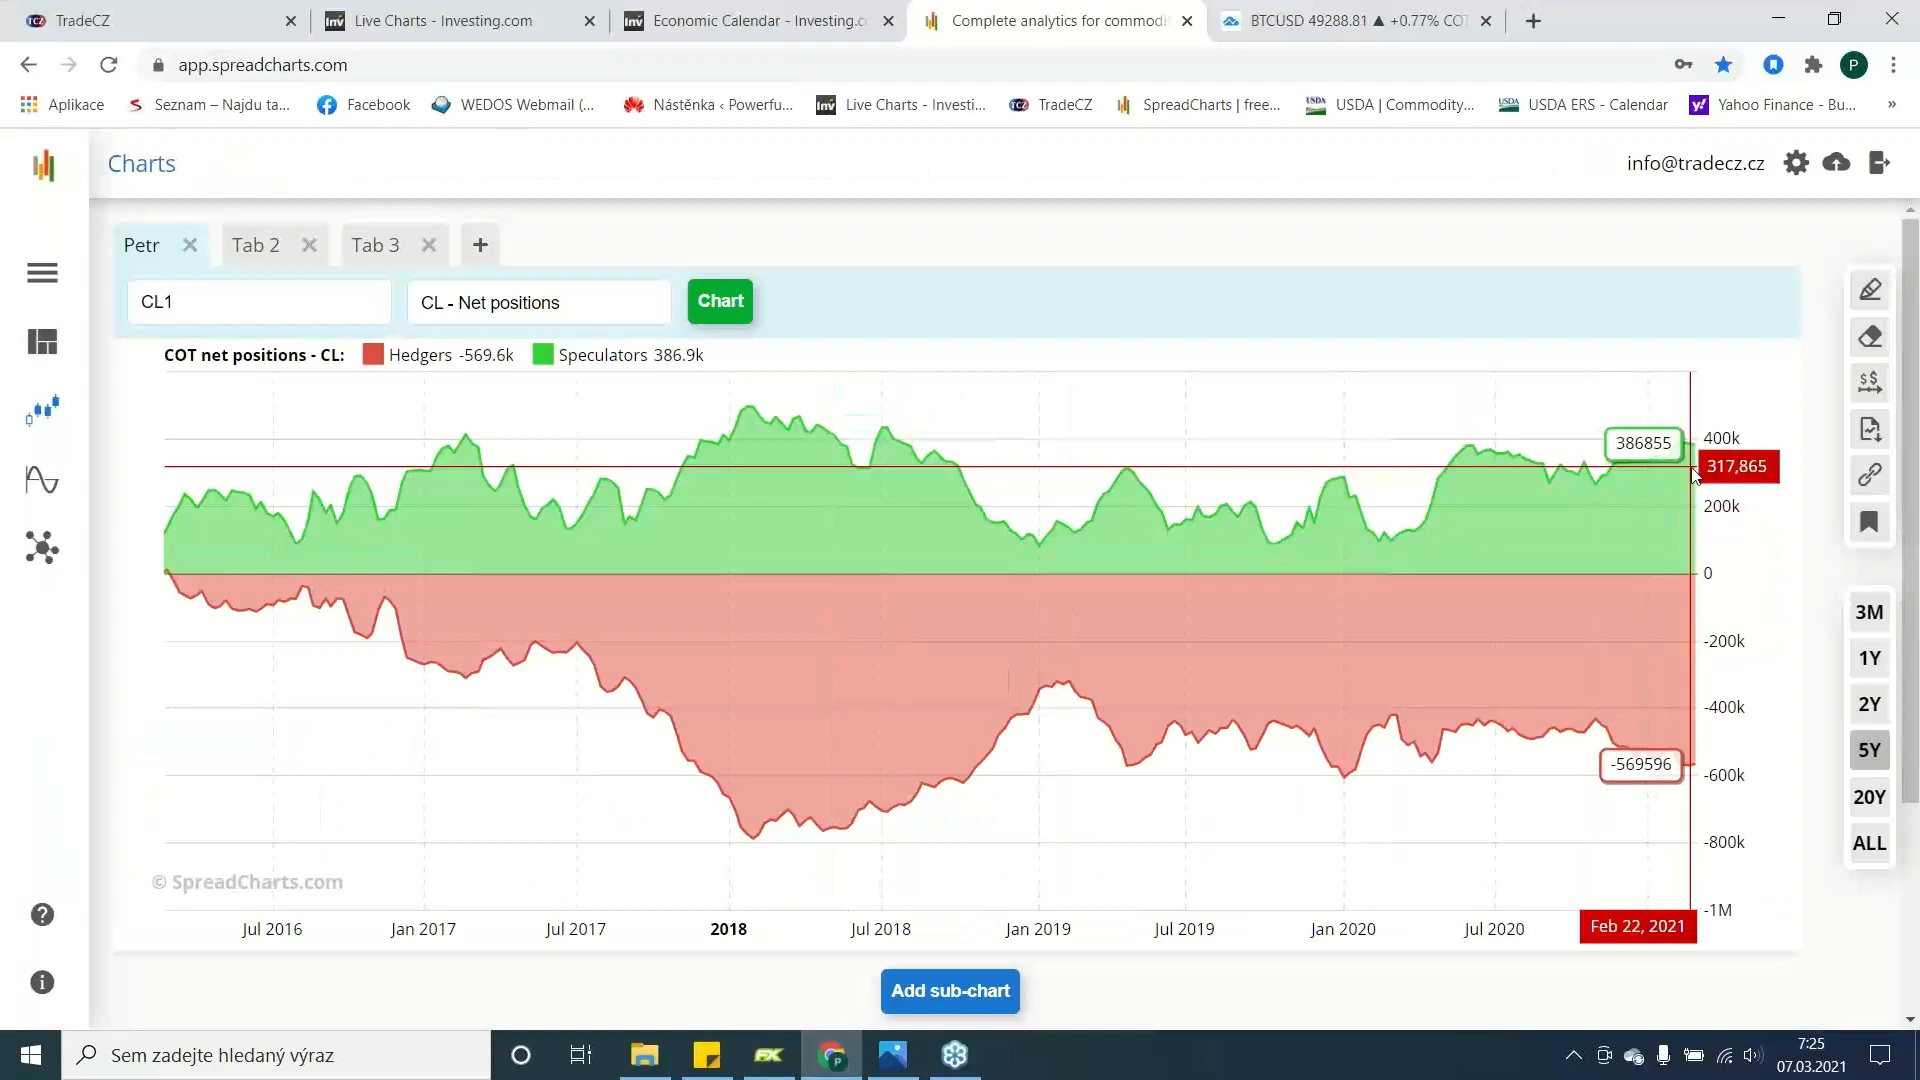 TradeCZ
Live Charts - Investing.com
Economic Calendar - Investing.c
Complete analytics for commodi
BTCUSD 49288.81 ▲ +0.77% COT
app.spreadcharts.com
P
Aplikace
Seznam – Najdu ta...
Facebook
WEDOS Webmail (...
Nástěnka ‹ Powerfu...
Live Charts - Investi...
TradeCZ
SpreadCharts | free...
USDA | Commodity...
USDA ERS - Calendar
Yahoo Finance - Bu...
»
Charts
info@tradecz.cz
Petr
Tab 2
Tab 3
CL1
CL - Net positions
Chart
COT net positions - CL: Hedgers -569.6k Speculators 386.9k
386855
400k
317,865
200k
0
-200k
-400k
-569596
-600k
-800k
-1M
© SpreadCharts.com
Jul 2016
Jan 2017
Jul 2017
2018
Jul 2018
Jan 2019
Jul 2019
Jan 2020
Jul 2020
Feb 22, 2021
3M
1Y
2Y
5Y
20Y
ALL
Add sub-chart
Sem zadejte hledaný výraz
7:25
07.03.2021